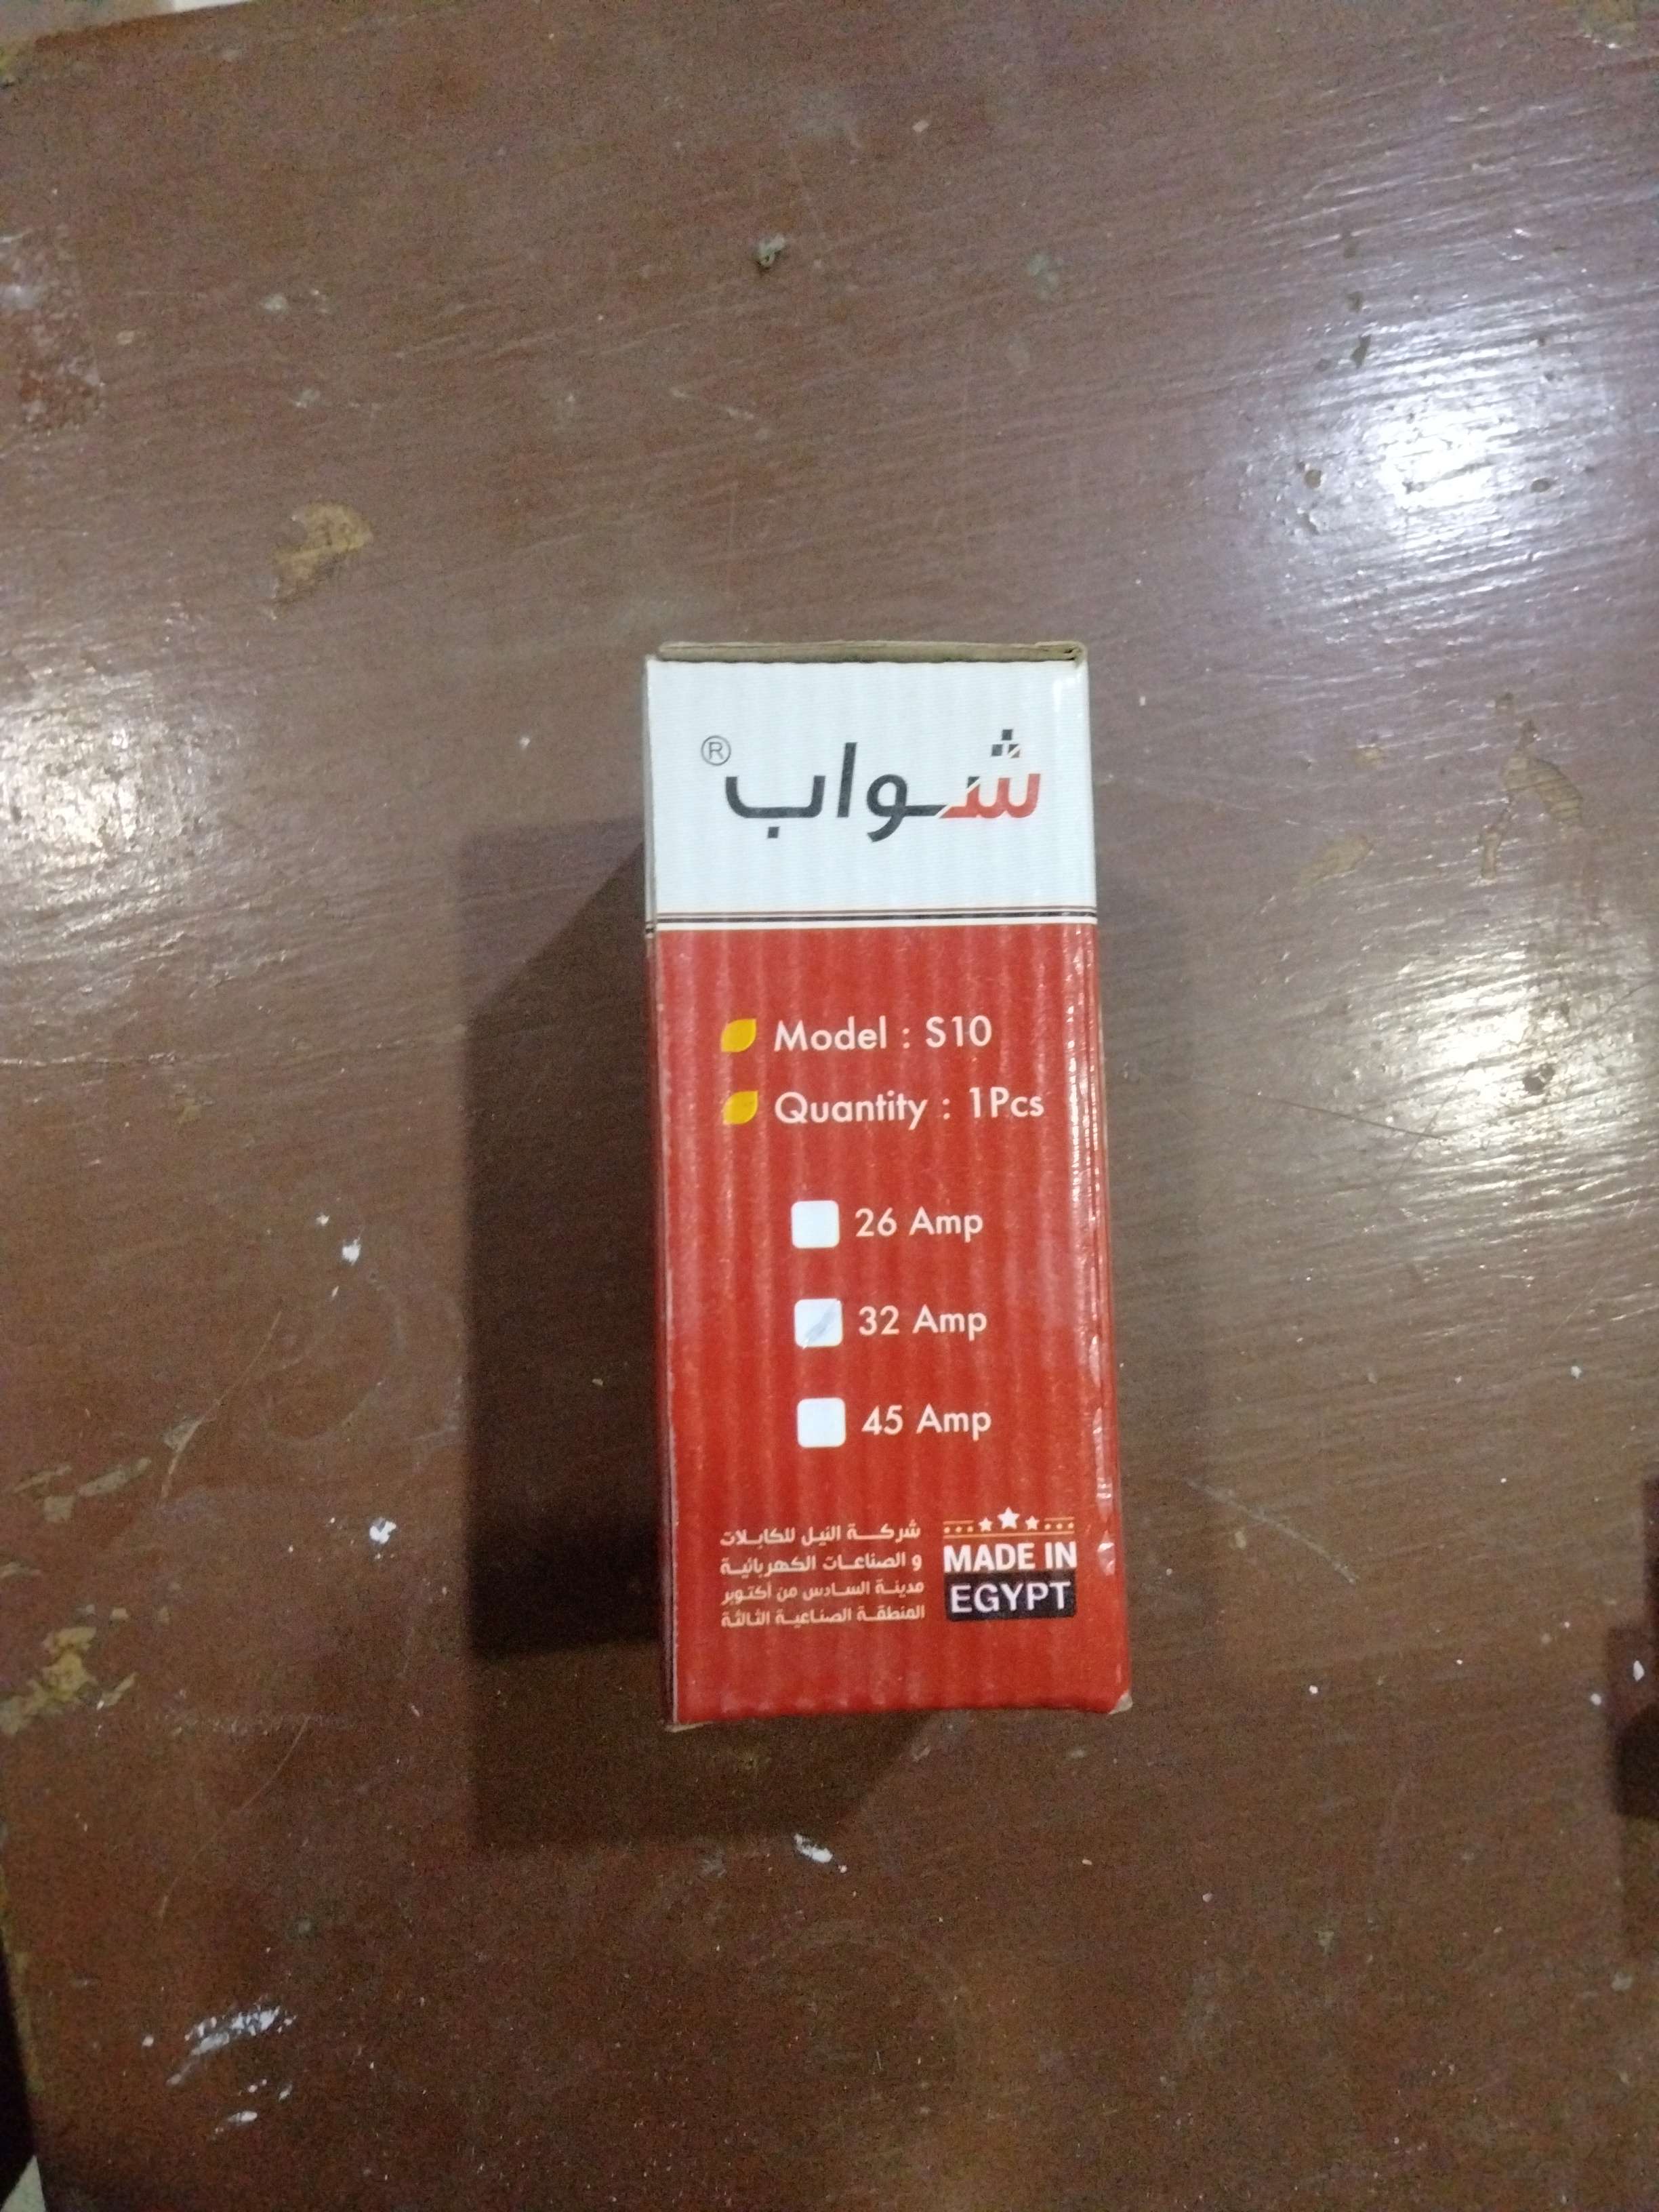 شواب®
Model : S10
Quantity : 1Pcs
26 Amp
32 Amp
45 Amp
شركة النيل للكابلات
و الصناعات الكهربائية
مدينة السادس من أكتوبر
المنطقة الصناعية الثالثة
MADE IN
EGYPT